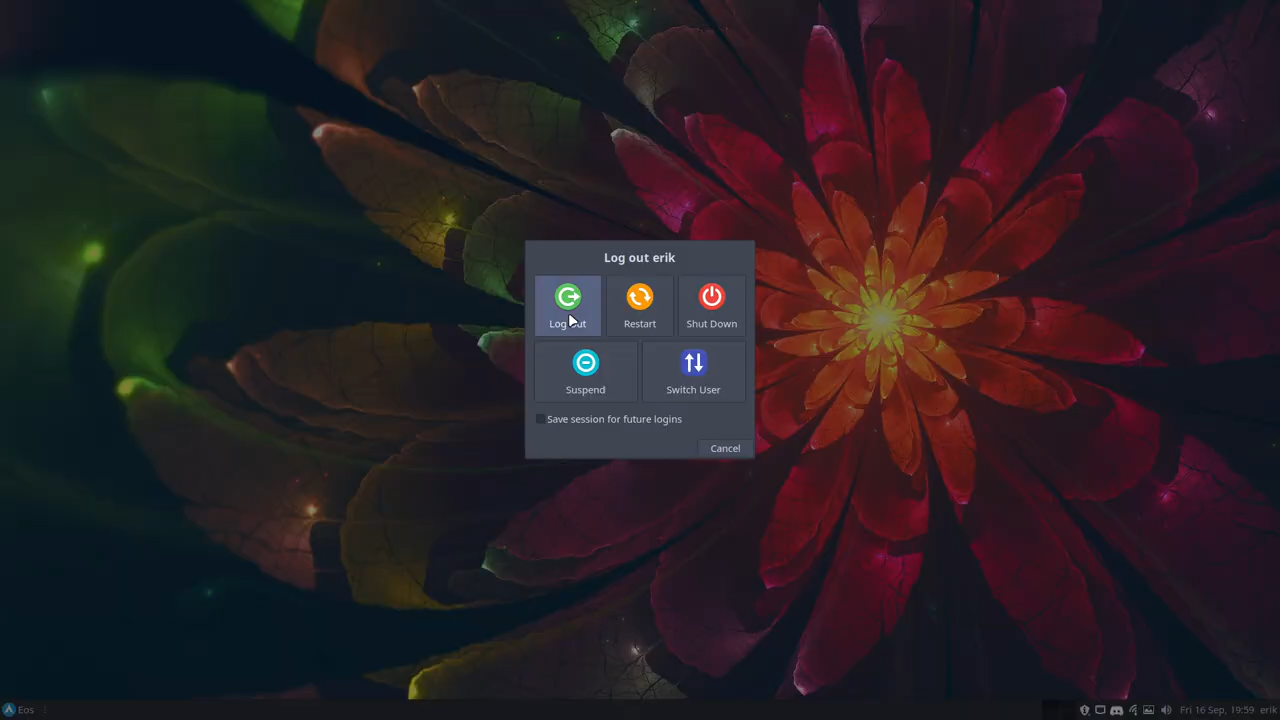 Log out erik
Log Out Restart Shut Down
Suspend Switch User
Save session for future logins
Cancel
Eos Fri 16 Sep, 19:59 erik